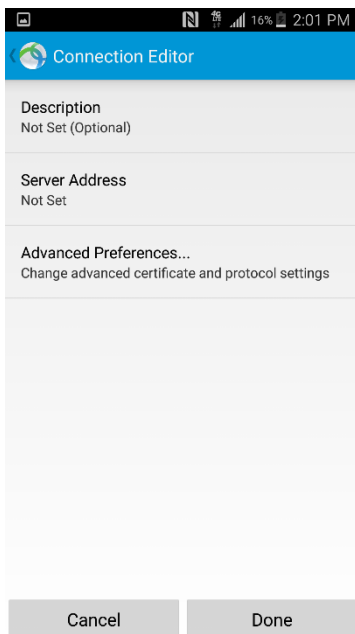 16% 2:01 PM
Connection Editor
Description
Not Set (Optional)
Server Address
Not Set
Advanced Preferences...
Change advanced certificate and protocol settings
Cancel Done